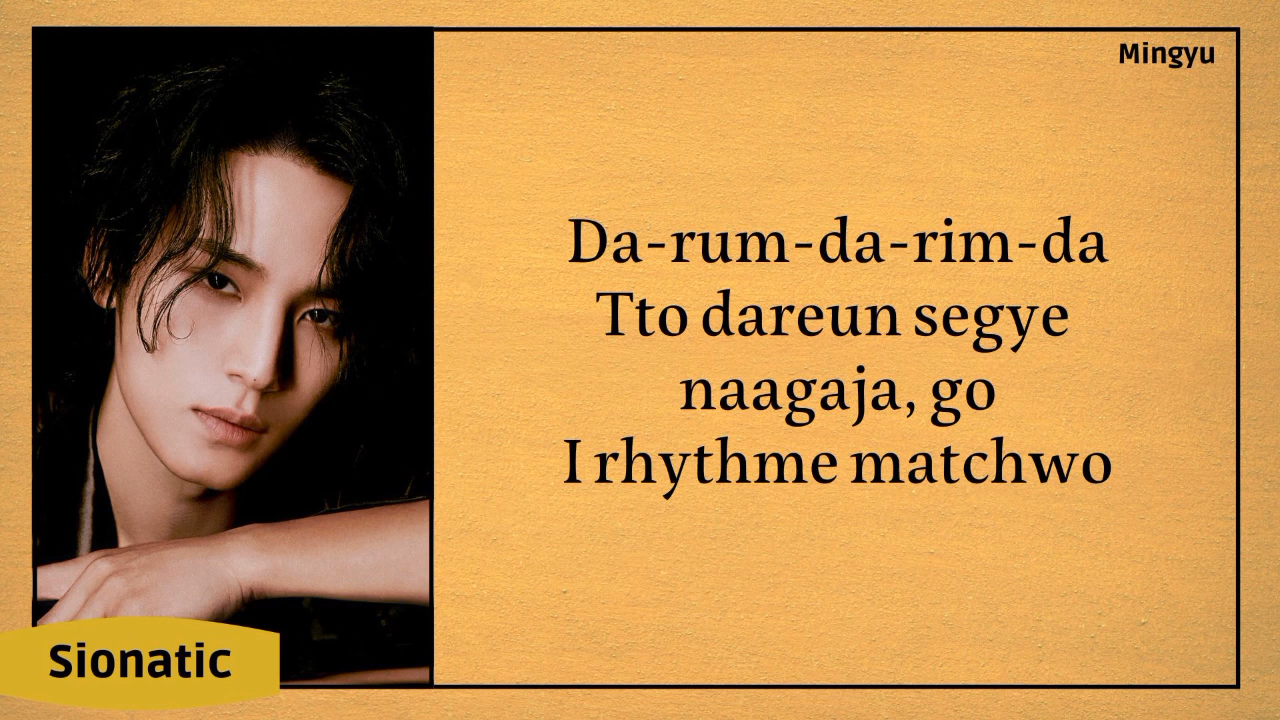 Mingyu
Da-rum-da-rim-da
Tto dareun segye
naagaja, go
I rhythme matchwo
Sionatic